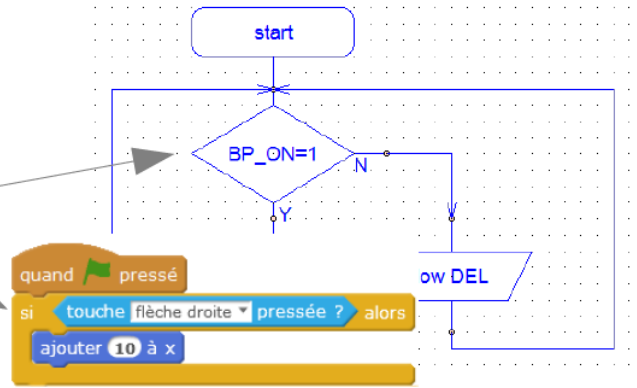 start
BP_ON=1
N
Y
ow DEL
quand pressé
si touche flèche droite pressée ? alors
ajouter 10 à x